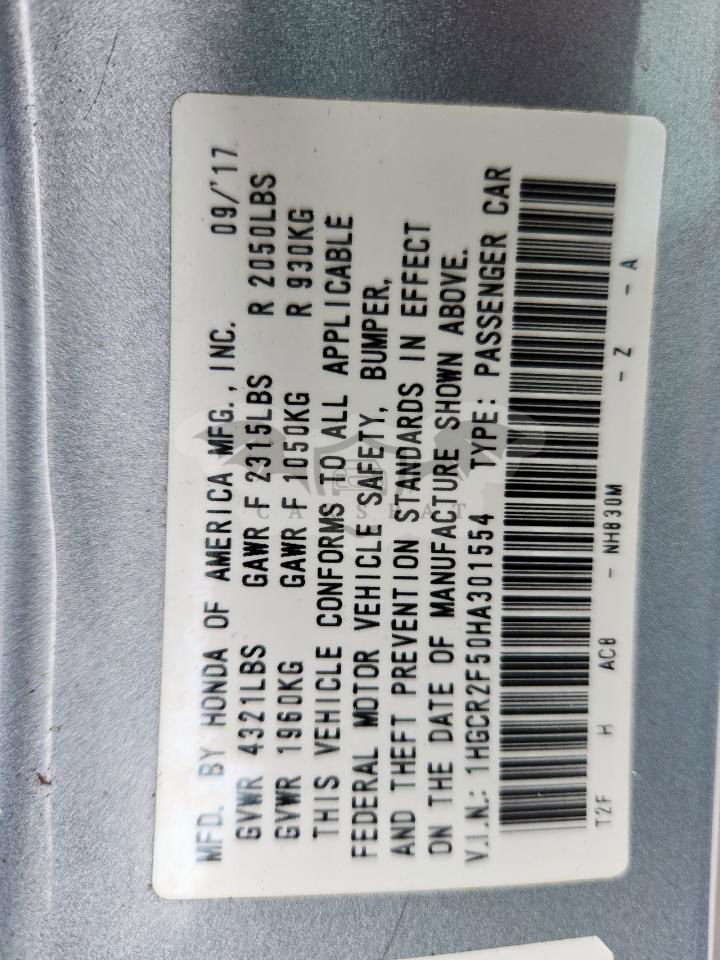 MFD. BY HONDA OF AMERICA MFG., INC. 09/'17
GVWR 4321LBS GAWR F 2315LBS R 2050LBS
GVWR 1960KG GAWR F 1050KG R 930KG
THIS VEHICLE CONFORMS TO ALL APPLICABLE
FEDERAL MOTOR VEHICLE SAFETY, BUMPER,
AND THEFT PREVENTION STANDARDS IN EFFECT
ON THE DATE OF MANUFACTURE SHOWN ABOVE.
V.I.N.: 1HGCR2F50HA301554 TYPE: PASSENGER CAR
T2F H AC8 - NH830M - Z - A